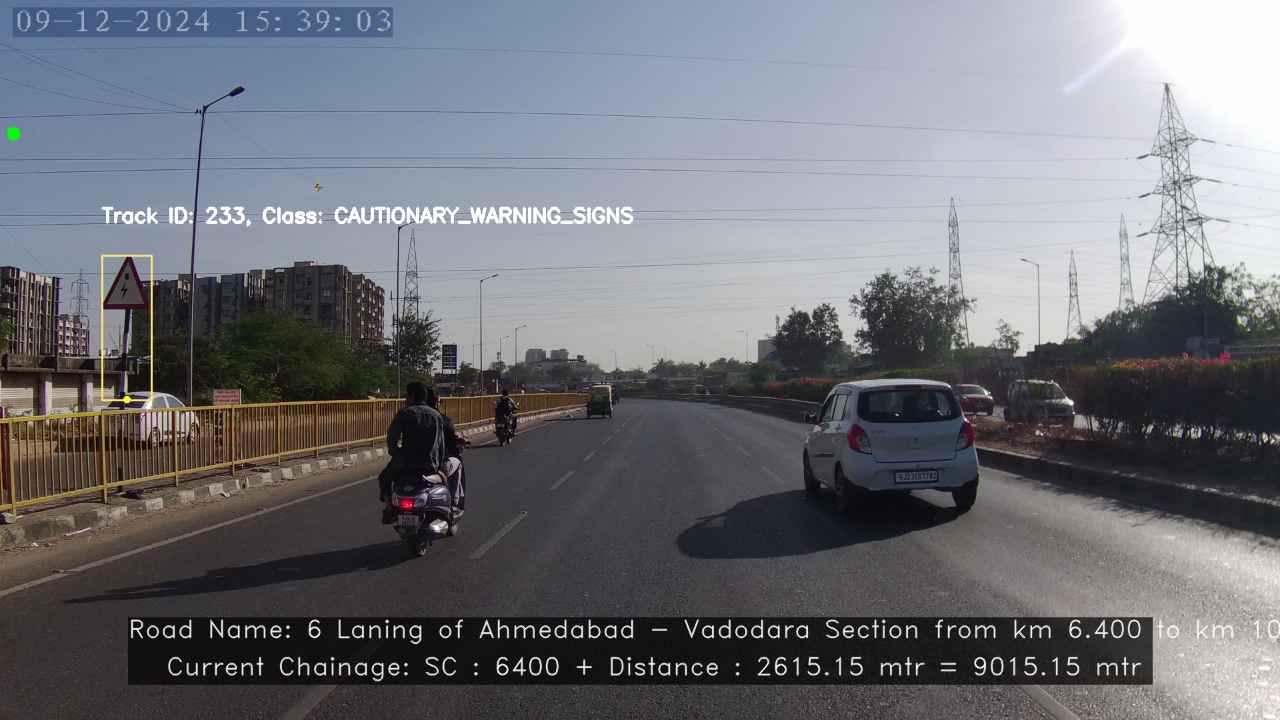 09-12-2024 15:39:03
Track ID: 233, Class: CAUTIONARY_WARNING_SIGNS
Road Name: 6 Laning of Ahmedabad - Vadodara Section from km 6.400 to km 10
Current Chainage: SC : 6400 + Distance : 2615.15 mtr = 9015.15 mtr